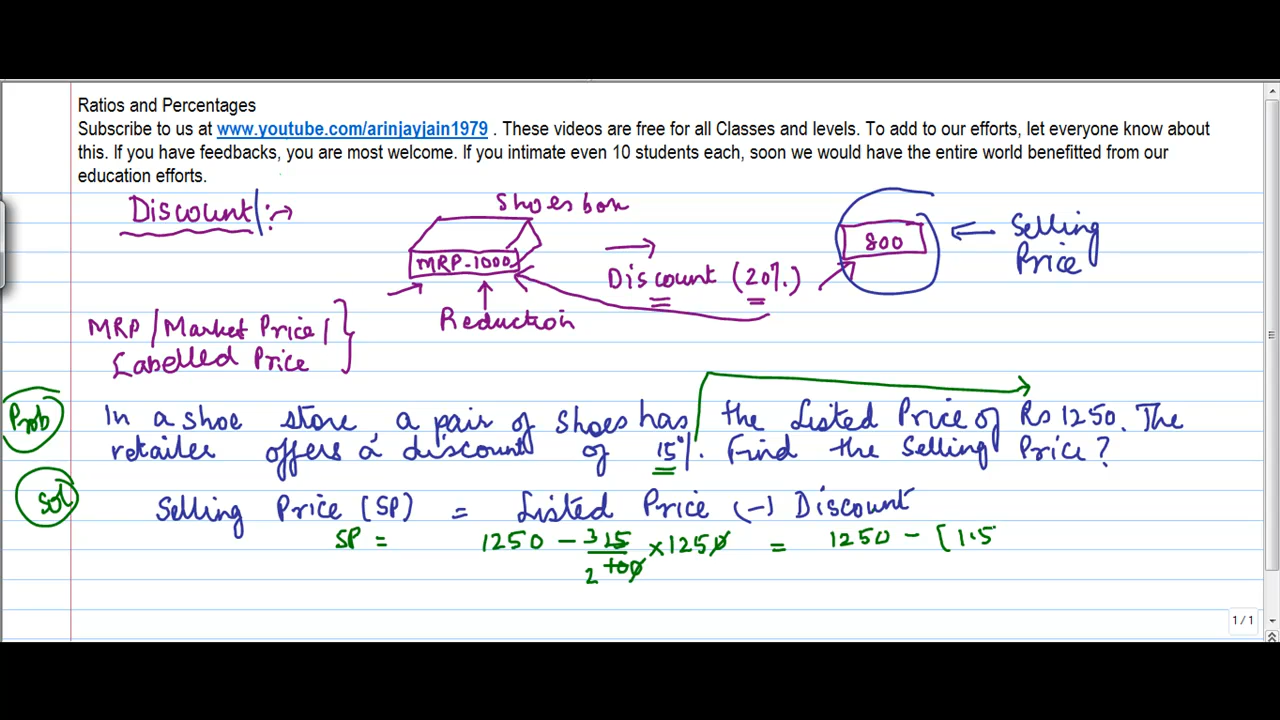 Ratios and Percentages
Subscribe to us at www.youtube.com/arinjayjain1979 . These videos are free for all Classes and levels. To add to our efforts, let everyone know about
this. If you have feedbacks, you are most welcome. If you intimate even 10 students each, soon we would have the entire world benefitted from our
education efforts.
Discount :→
Shoes box
MRP-1000
Discount (20%)
800
Selling
Price
Reduction
MRP / Market Price /
Labelled Price
Prob
In a shoe store, a pair of shoes has the Listed Price of Rs 1250. The
retailer offers a discount of 15%. Find the Selling Price?
Sol
Selling Price (SP) = Listed Price (-) Discount
SP = 1250 - 3 15 / 2 100 × 1250 = 1250 - [1.5
1 / 1